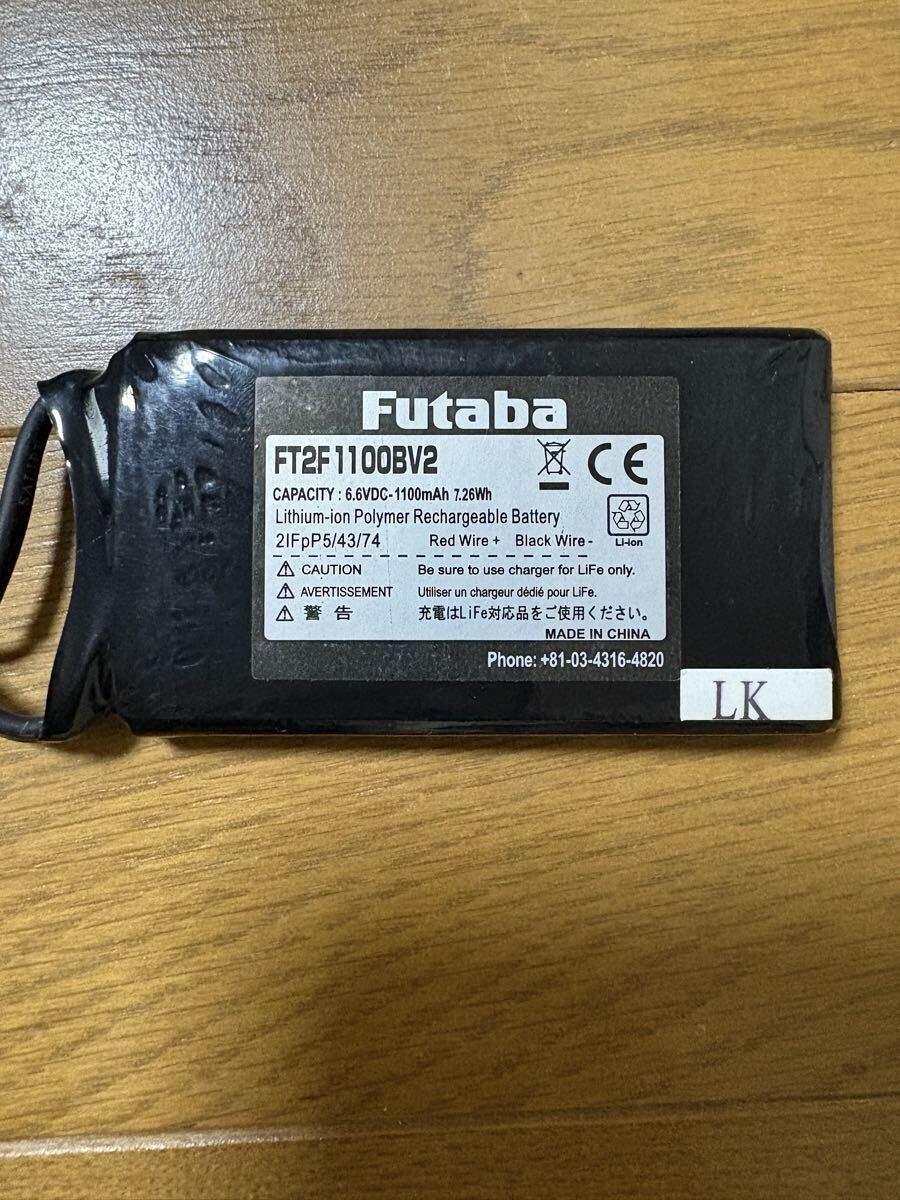 Futaba
FT2F1100BV2
CAPACITY : 6.6VDC-1100mAh 7.26Wh
Lithium-ion Polymer Rechargeable Battery
2IFpP5/43/74 Red Wire + Black Wire -
Li-ion
CAUTION Be sure to use charger for LiFe only.
AVERTISSEMENT Utiliser un chargeur dédié pour LiFe.
警 告 充電はLiFe対応品をご使用ください。
MADE IN CHINA
Phone: +81-03-4316-4820
LK